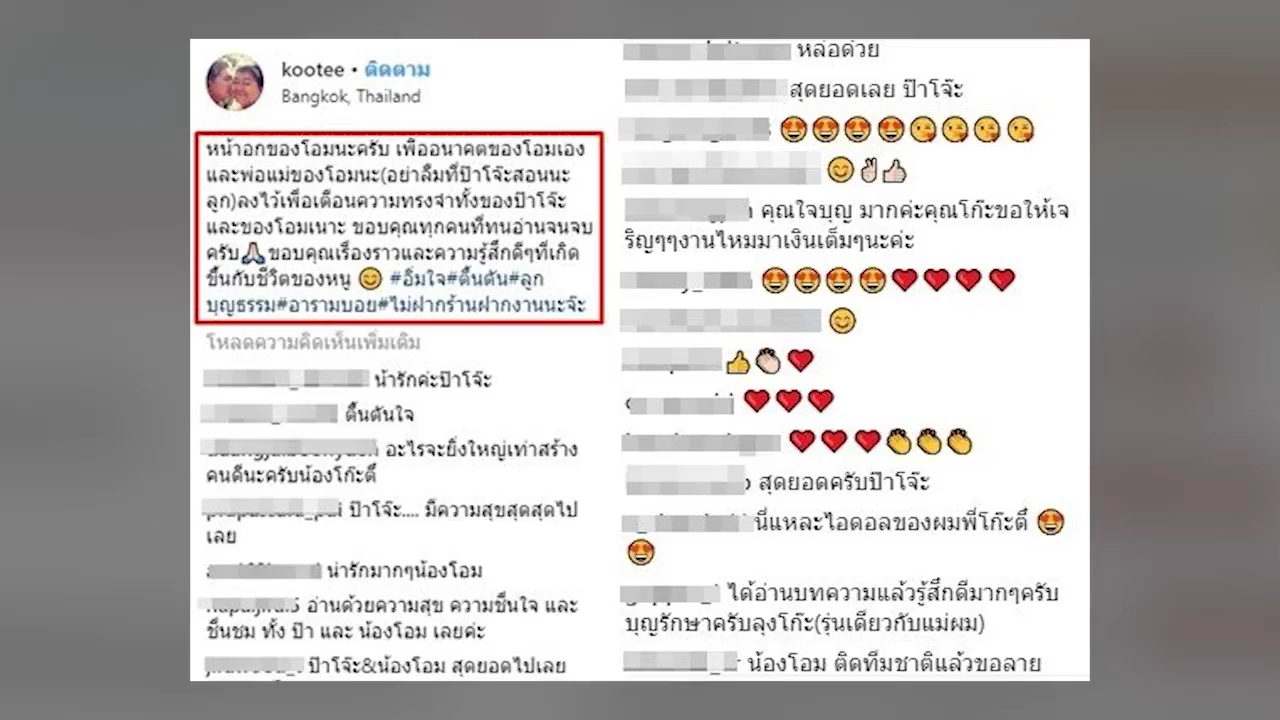 kootee • ติดตาม
Bangkok, Thailand
หน้าอกของโอมนะครับ เพื่ออนาคตของโอมเอง
และพ่อแม่ของโอมนะ(อย่าลืมที่ป๊าโจ๊ะสอนนะ
ลูก)ลงไว้เพื่อเตือนความทรงจำทั้งของป๊าโจ๊ะ
และของโอมเนาะ ขอบคุณทุกคนที่ทนอ่านจนจบ
ครับ🙏🏻ขอบคุณเรื่องราวและความรู้สึกดีๆที่เกิด
ขึ้นกับชีวิตของหนู 😊 #อิ่มใจ#ตื้นตัน#ลูก
บุญธรรม#อารามบอย#ไม่ฝากร้านฝากงานนะจ๊ะ
โหลดความคิดเห็นเพิ่มเติม
น้ารักค่ะป๊าโจ๊ะ
ตื้นตันใจ
อะไรจะยิ่งใหญ่เท่าสร้าง
คนดีนะครับน้องโก๊ะตี๋
ป๊าโจ๊ะ.... มีความสุขสุดสุดไป
เลย
น่ารักมากๆน้องโอม
อ่านด้วยความสุข ความชื่นใจ และ
ชื่นชม ทั้ง ป๊า และ น้องโอม เลยค่ะ
ป๊าโจ๊ะ&น้องโอม สุดยอดไปเลย
หล่อด้วย
สุดยอดเลย ป๊าโจ๊ะ
😍😍😍😍😘😘😘😘
😊✌🏻👍🏻
คุณใจบุญ มากค่ะคุณโก๊ะขอให้เจ
ริญๆๆงานไหมมาเงินเต็มๆนะค่ะ
😍😍😍😍❤❤❤❤
😊
👍👏🏻❤
❤❤❤
❤❤❤👏👏👏
สุดยอดครับป๊าโจ๊ะ
นี่แหละไอดอลของผมพี่โก๊ะตี๋ 😍
😍
ได้อ่านบทความแล้วรู้สึกดีมากๆครับ
บุญรักษาครับลุงโก๊ะ(รุ่นเดียวกับแม่ผม)
น้องโอม ติดทีมชาติแล้วขอลาย